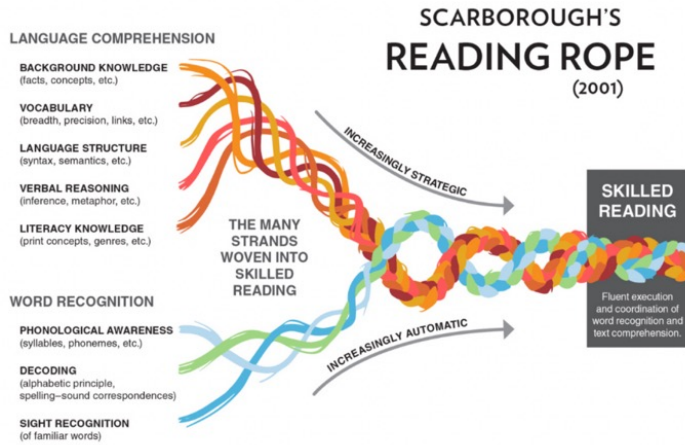 SCARBOROUGH'S
READING ROPE
(2001)
LANGUAGE COMPREHENSION
BACKGROUND KNOWLEDGE
(facts, concepts, etc.)
VOCABULARY
(breadth, precision, links, etc.)
LANGUAGE STRUCTURE
(syntax, semantics, etc.)
VERBAL REASONING
(inference, metaphor, etc.)
LITERACY KNOWLEDGE
(print concepts, genres, etc.)
THE MANY
STRANDS
WOVEN INTO
SKILLED
READING
WORD RECOGNITION
PHONOLOGICAL AWARENESS
(syllables, phonemes, etc.)
DECODING
(alphabetic principle,
spelling–sound correspondences)
SIGHT RECOGNITION
(of familiar words)
INCREASINGLY STRATEGIC
INCREASINGLY AUTOMATIC
SKILLED
READING
Fluent execution
and coordination of
word recognition and
text comprehension.